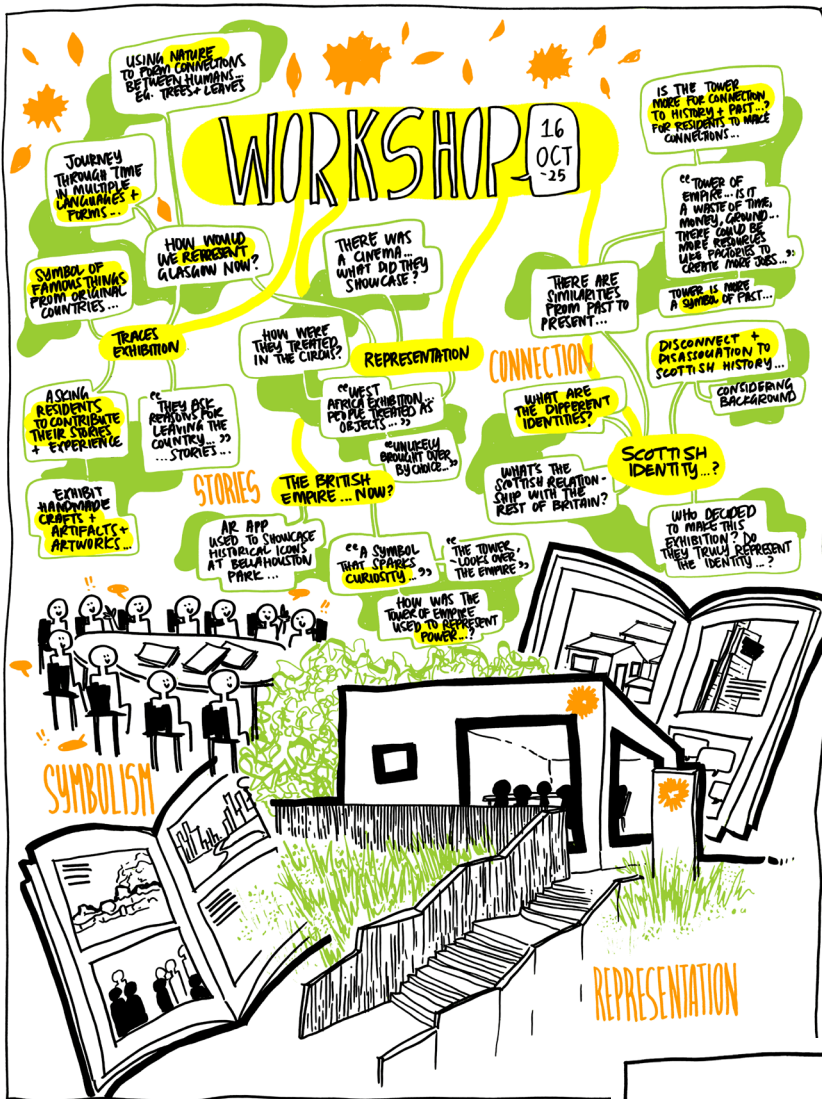 WORKSHOP
16
OCT
-25
USING NATURE
TO FORM CONNECTIONS
BETWEEN HUMANS...
EG. TREES + LEAVES
JOURNEY
THROUGH TIME
IN MULTIPLE
LANGUAGES +
FORMS...
HOW WOULD
WE REPRESENT
GLASGOW NOW?
SYMBOL OF
FAMOUS THINGS
FROM ORIGINAL
COUNTRIES...
TRACES
EXHIBITION
ASKING
RESIDENTS
TO CONTRIBUTE
THEIR STORIES
+ EXPERIENCE
"THEY ASK
REASONS FOR
LEAVING THE
COUNTRY..."
...STORIES...
EXHIBIT
HANDMADE
CRAFTS +
ARTIFACTS +
ARTWORKS...
THERE WAS
A CINEMA...
WHAT DID THEY
SHOWCASE?
HOW WERE
THEY TREATED
IN THE CIRCUS?
REPRESENTATION
"WEST
AFRICA EXHIBITION...
PEOPLE TREATED AS
OBJECTS..."
"UNLIKELY
BROUGHT OVER
BY CHOICE..."
STORIES
THE BRITISH
EMPIRE... NOW?
AR APP
USED TO SHOWCASE
HISTORICAL ICONS
AT BELLAHOUSTON
PARK...
"A SYMBOL
THAT SPARKS
CURIOSITY..."
"THE TOWER
~LOOKS OVER
THE EMPIRE"
HOW WAS THE
TOWER OF EMPIRE
USED TO REPRESENT
POWER...?
IS THE TOWER
MORE FOR CONNECTION
TO HISTORY + PAST...?
FOR RESIDENTS TO MAKE
CONNECTIONS...
"TOWER OF
EMPIRE... IS IT
A WASTE OF TIME,
MONEY, GROUND...
THERE COULD BE
MORE RESOURCES
LIKE FACTORIES TO
CREATE MORE JOBS..."
TOWER IS MORE
A SYMBOL OF PAST...
THERE ARE
SIMILARITIES
FROM PAST TO
PRESENT...
CONNECTION
DISCONNECT +
DISASSOCIATION TO
SCOTTISH HISTORY...
CONSIDERING
BACKGROUND
WHAT ARE
THE DIFFERENT
IDENTITIES?
SCOTTISH
IDENTITY...?
WHAT'S THE
SCOTTISH RELATION-
SHIP WITH THE
REST OF BRITAIN?
WHO DECIDED
TO MAKE THIS
EXHIBITION? DO
THEY TRULY REPRESENT
THE IDENTITY...?
SYMBOLISM
REPRESENTATION